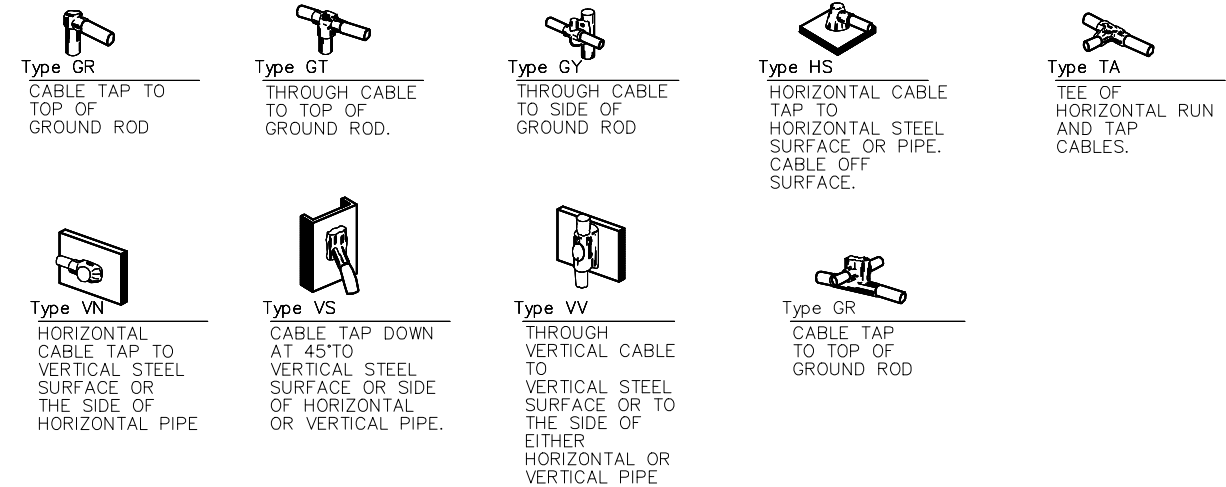 Type GR
CABLE TAP TO
TOP OF
GROUND ROD
Type GT
THROUGH CABLE
TO TOP OF
GROUND ROD.
Type GY
THROUGH CABLE
TO SIDE OF
GROUND ROD
Type HS
HORIZONTAL CABLE
TAP TO
HORIZONTAL STEEL
SURFACE OR PIPE.
CABLE OFF
SURFACE.
Type TA
TEE OF
HORIZONTAL RUN
AND TAP
CABLES.
Type VN
HORIZONTAL
CABLE TAP TO
VERTICAL STEEL
SURFACE OR
THE SIDE OF
HORIZONTAL PIPE
Type VS
CABLE TAP DOWN
AT 45°TO
VERTICAL STEEL
SURFACE OR SIDE
OF HORIZONTAL
OR VERTICAL PIPE.
Type VV
THROUGH
VERTICAL CABLE
TO
VERTICAL STEEL
SURFACE OR TO
THE SIDE OF
EITHER
HORIZONTAL OR
VERTICAL PIPE
Type GR
CABLE TAP
TO TOP OF
GROUND ROD